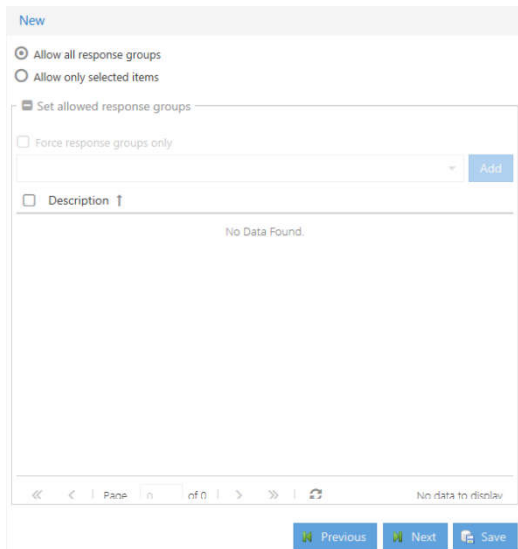 New
Allow all response groups
Allow only selected items
Set allowed response groups
Force response groups only
Add
Description ↑
No Data Found.
Page 0 of 0 No data to display
Previous Next Save